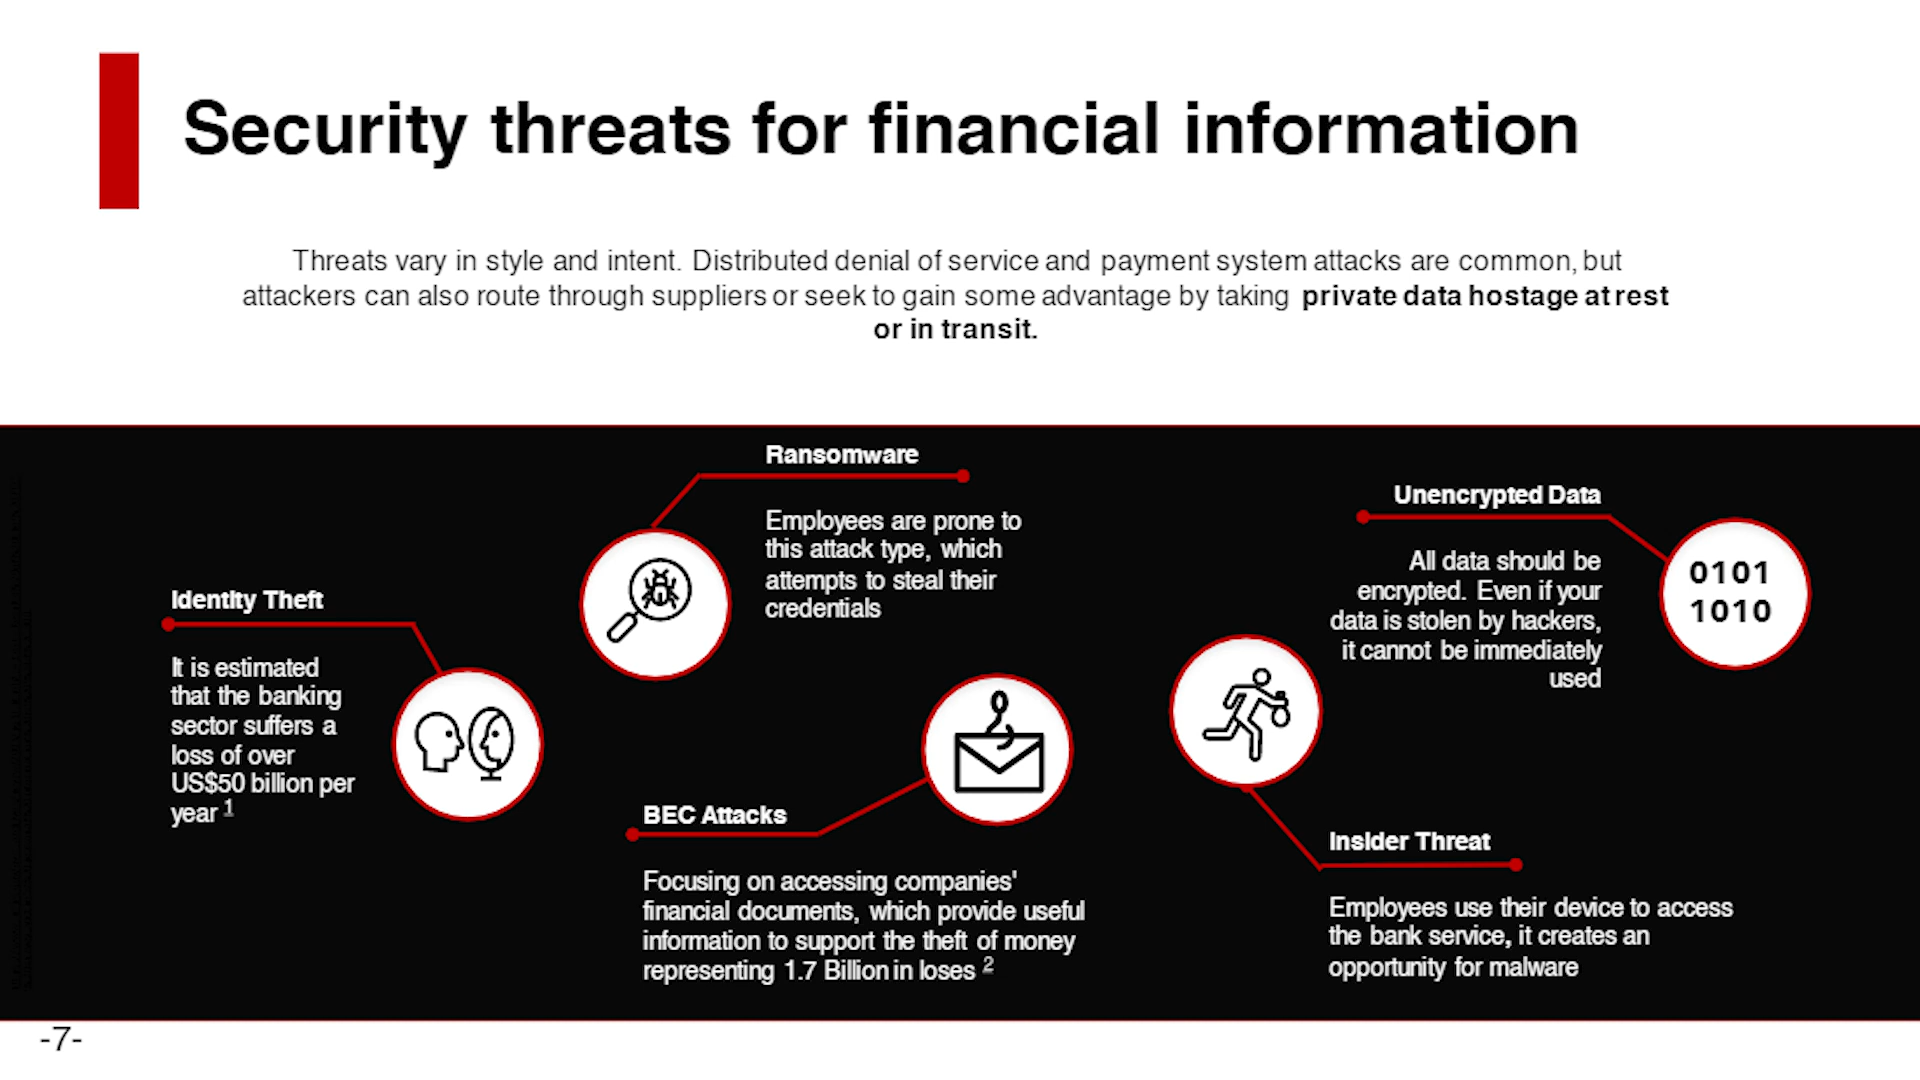 Security threats for financial information
Threats vary in style and intent. Distributed denial of service and payment system attacks are common, but
attackers can also route through suppliers or seek to gain some advantage by taking private data hostage at rest
or in transit.
Identity Theft
It is estimated
that the banking
sector suffers a
loss of over
US$50 billion per
year 1
Ransomware
Employees are prone to
this attack type, which
attempts to steal their
credentials
BEC Attacks
Focusing on accessing companies'
financial documents, which provide useful
information to support the theft of money
representing 1.7 Billion in loses 2
Unencrypted Data
All data should be
encrypted. Even if your
data is stolen by hackers,
it cannot be immediately
used
0101
1010
Insider Threat
Employees use their device to access
the bank service, it creates an
opportunity for malware
-7-